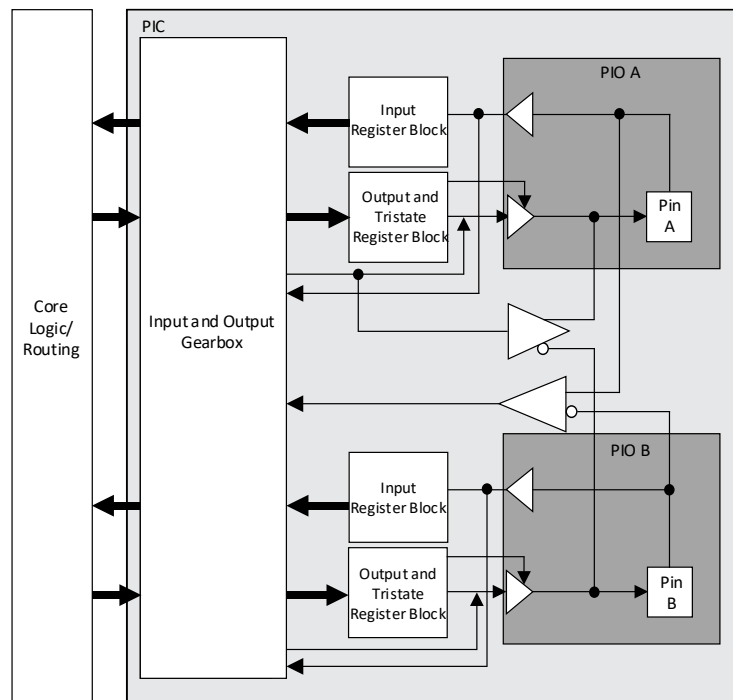 PIC
PIO A
Input
Register Block
Output and
Tristate
Register Block
Pin
A
Core
Logic/
Routing
Input and Output
Gearbox
PIO B
Input
Register Block
Output and
Tristate
Register Block
Pin
B